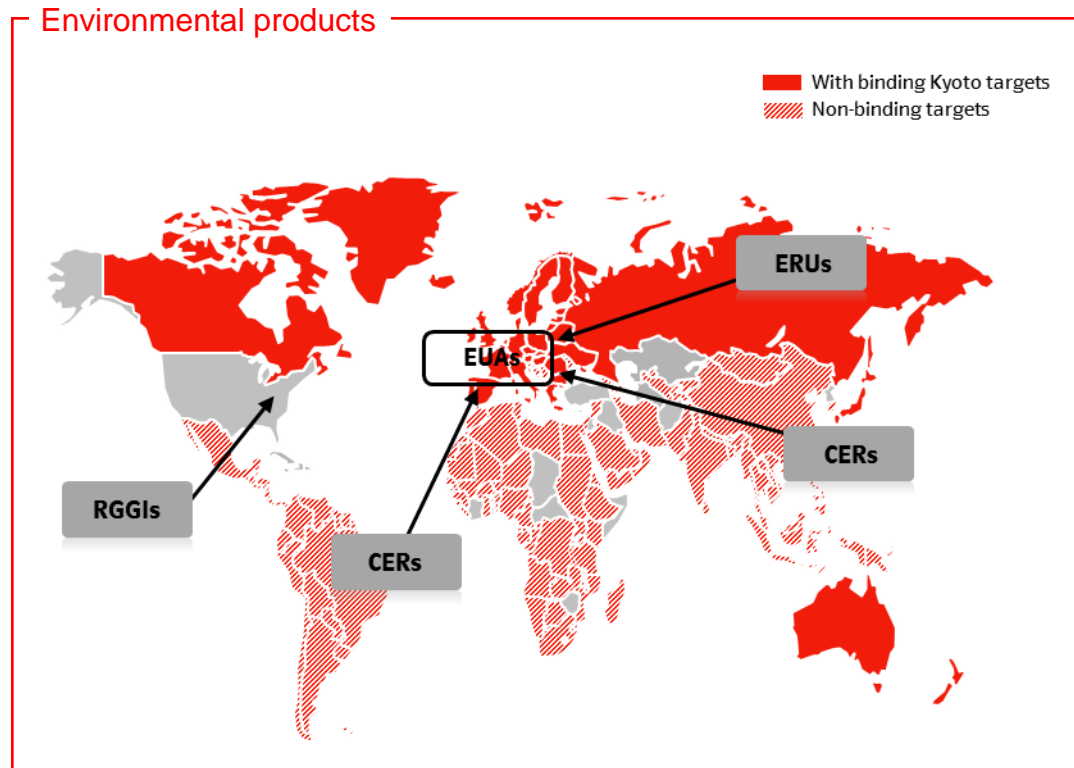 Environmental products
With binding Kyoto targets
Non-binding targets
ERUs
EUAs
CERs
RGGIs
CERs